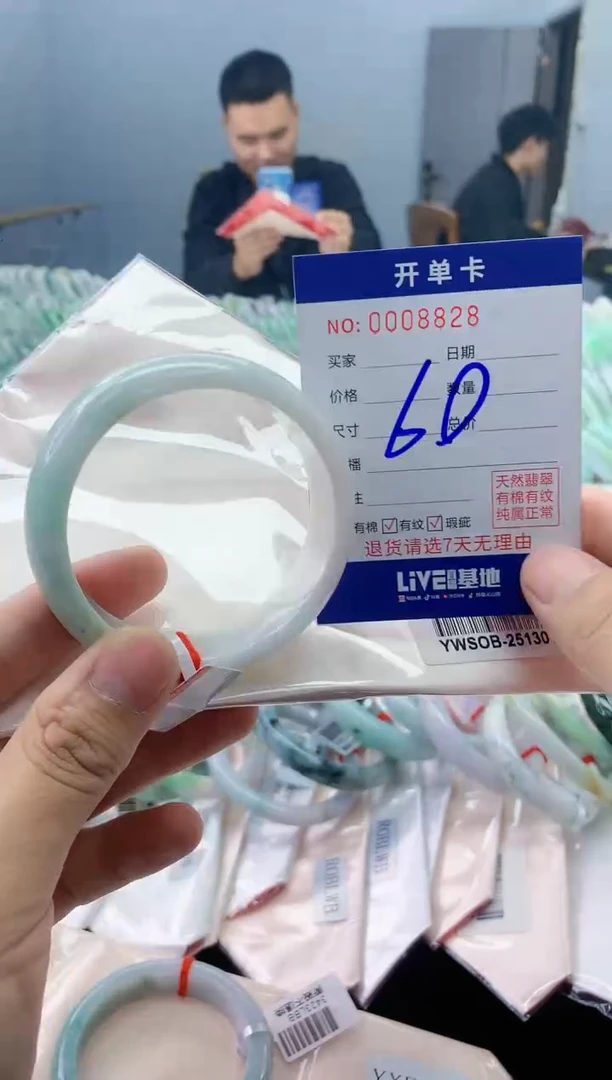 开单卡
NO: 0008828
买家 日期
价格 数量
尺寸 总价
播
主
60
天然翡翠
有棉有纹
纯属正常
有棉 ☑ 有纹 ☑ 瑕疵
退货请选7天无理由
LiVE 基地
YWSOB-25130